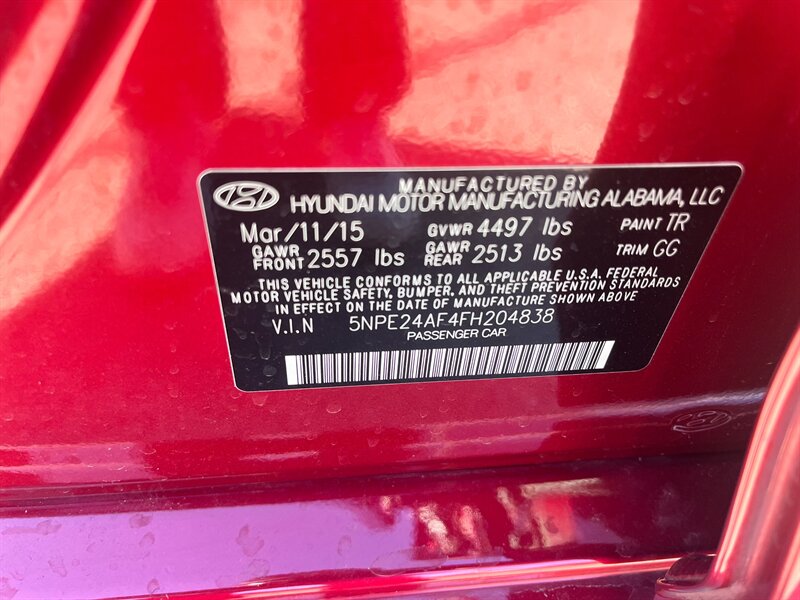 MANUFACTURED BY
HYUNDAI MOTOR MANUFACTURING ALABAMA, LLC
Mar/11/15 GVWR 4497 lbs PAINT TR
GAWR FRONT 2557 lbs GAWR REAR 2513 lbs TRIM GG
THIS VEHICLE CONFORMS TO ALL APPLICABLE U.S.A. FEDERAL
MOTOR VEHICLE SAFETY, BUMPER, AND THEFT PREVENTION STANDARDS
IN EFFECT ON THE DATE OF MANUFACTURE SHOWN ABOVE
V.I.N 5NPE24AF4FH204838
PASSENGER CAR